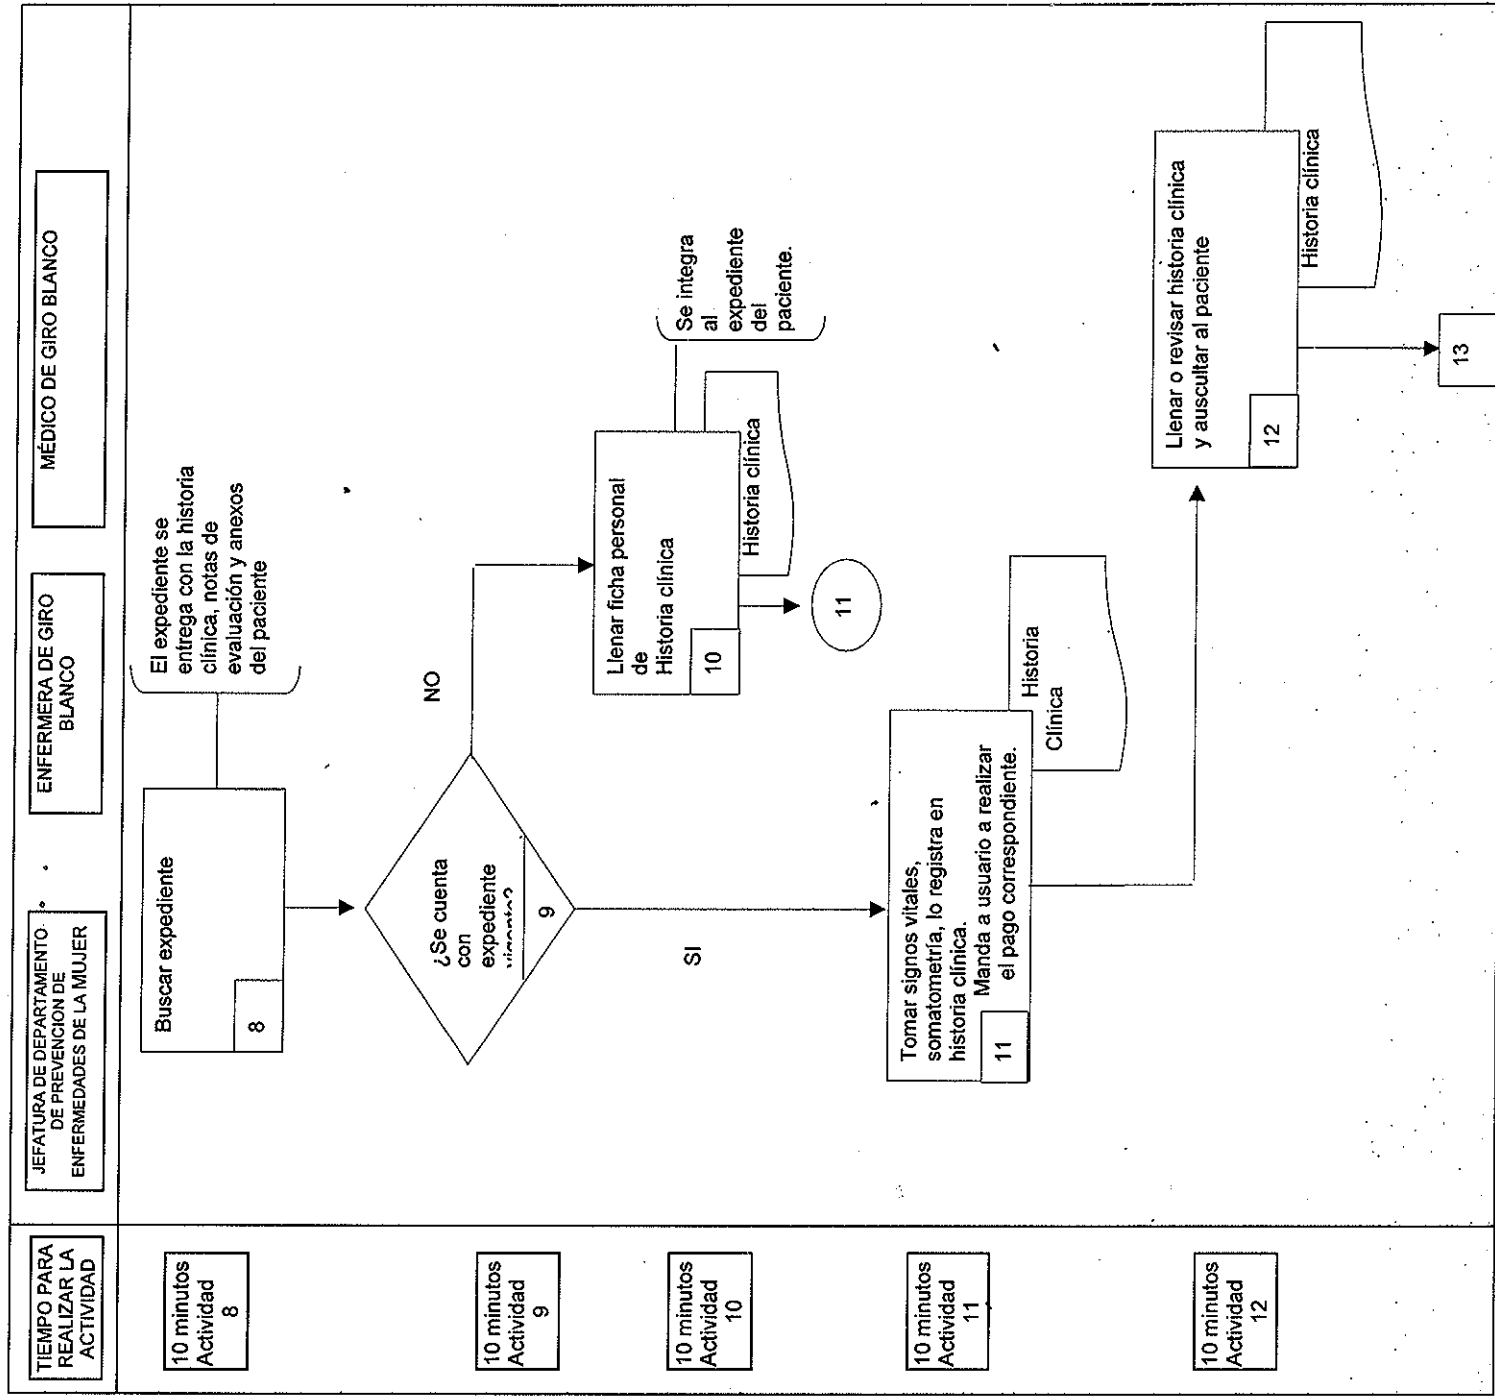 TIEMPO PARA
REALIZAR LA
ACTIVIDAD
JEFATURA DE DEPARTAMENTO
DE PREVENCION DE
ENFERMEDADES DE LA MUJER
ENFERMERA DE GIRO
BLANCO
MÉDICO DE GIRO BLANCO
10 minutos
Actividad
8
Buscar expediente
8
El expediente se
entrega con la historia
clínica, notas de
evaluación y anexos
del paciente
10 minutos
Actividad
9
¿Se cuenta
con
expediente
9
NO
SI
10 minutos
Actividad
10
Llenar ficha personal
de
Historia clínica
10
Historia clínica
Se integra
al
expediente
del
paciente.
11
10 minutos
Actividad
11
Tomar signos vitales,
somatometría, lo registra en
historia clínica.
Manda a usuario a realizar
el pago correspondiente.
11
Historia
Clínica
10 minutos
Actividad
12
Llenar o revisar historia clínica
y auscultar al paciente
12
Historia clínica
13